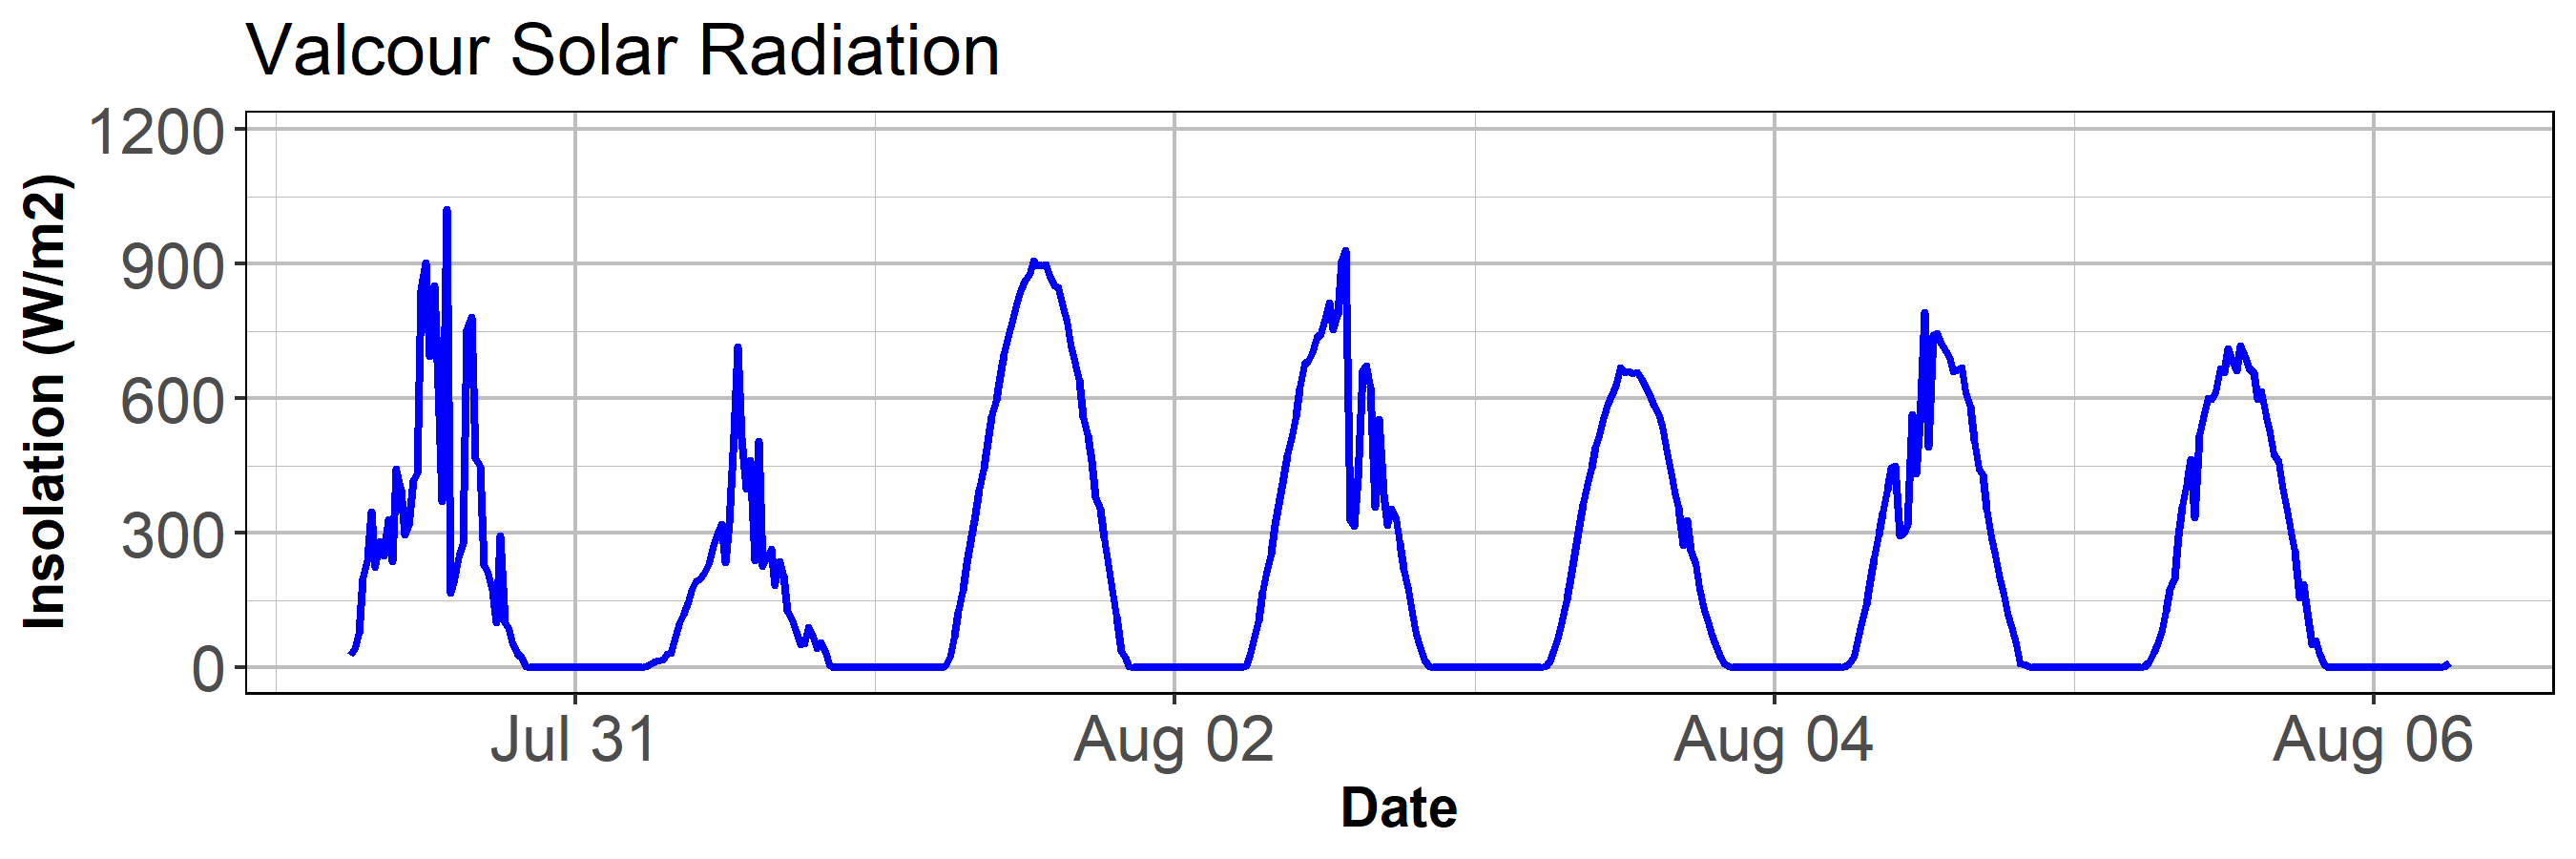 Valcour Solar Radiation
1200
900
600
300
0
Insolation (W/m2)
Jul 31 Aug 02 Aug 04 Aug 06
Date